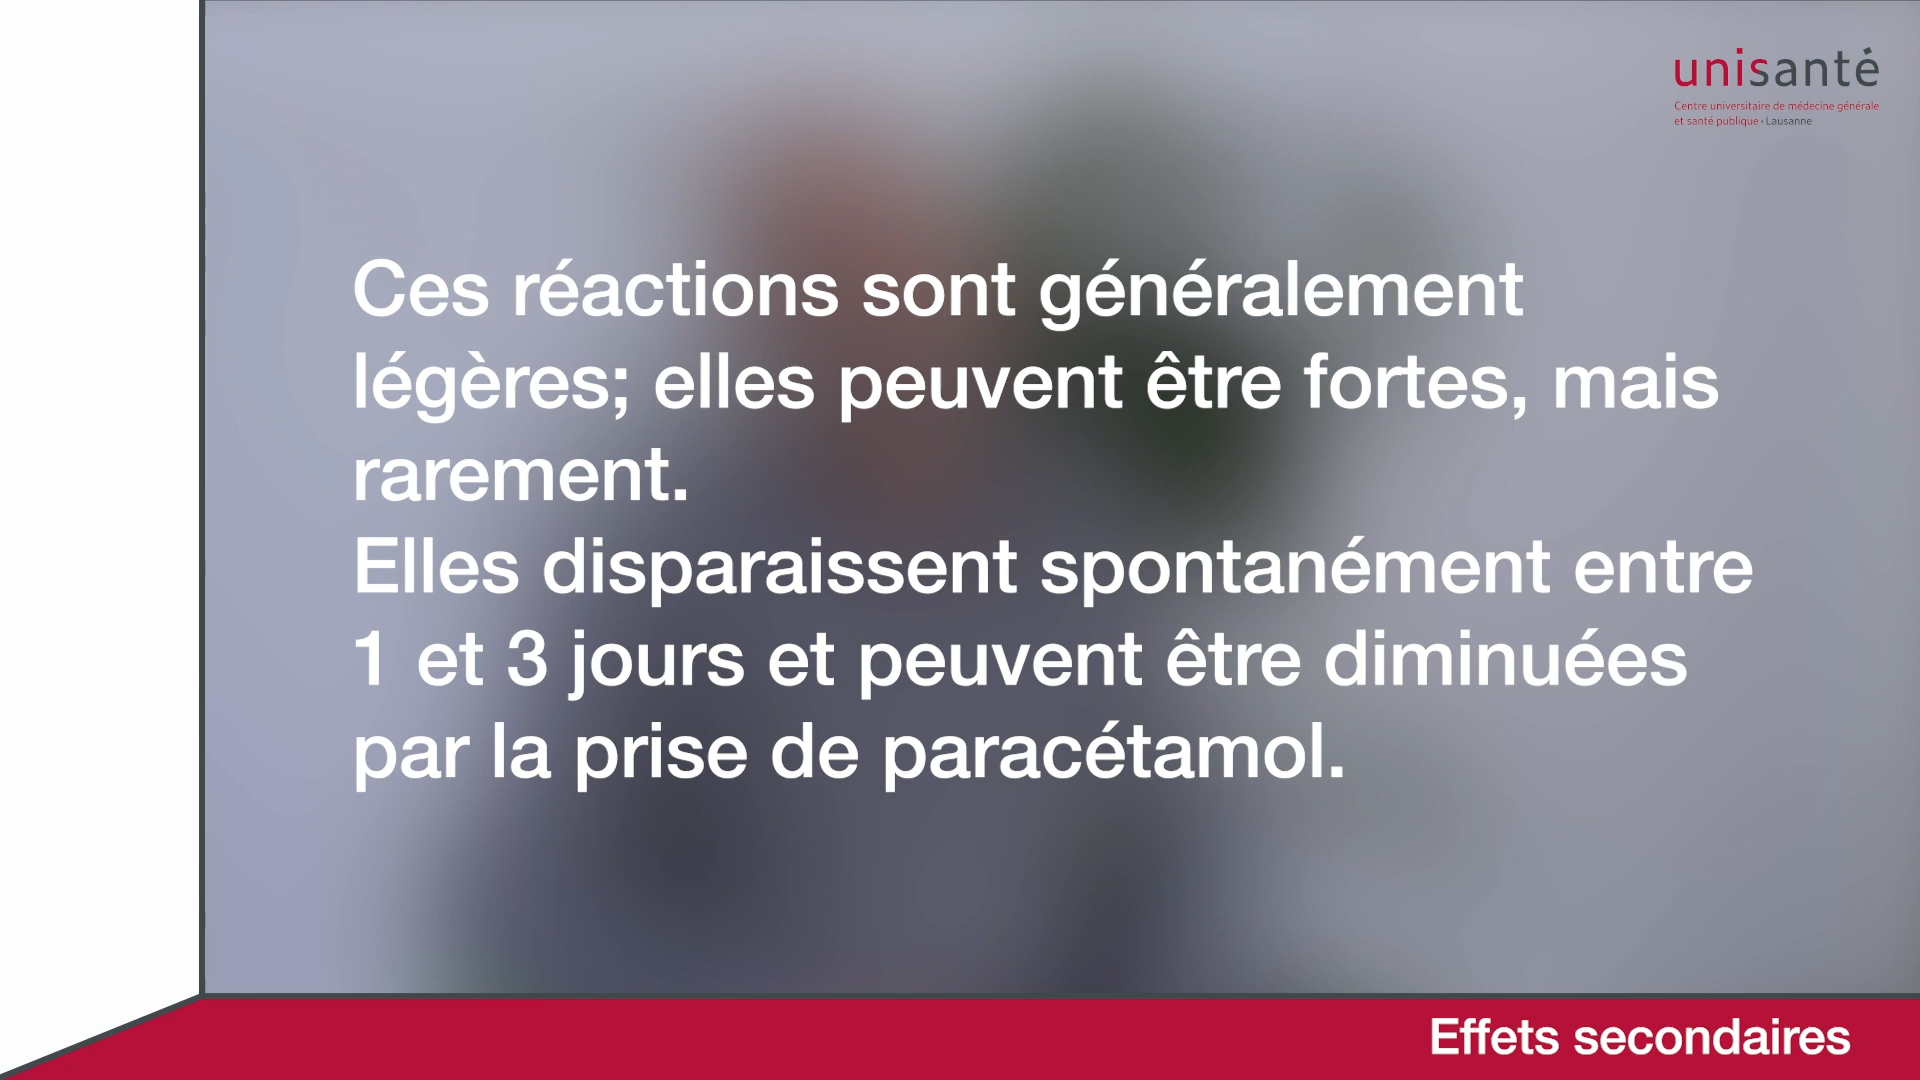 unisanté
Centre universitaire de médecine générale
et santé publique • Lausanne
Ces réactions sont généralement
légères; elles peuvent être fortes, mais
rarement.
Elles disparaissent spontanément entre
1 et 3 jours et peuvent être diminuées
par la prise de paracétamol.
Effets secondaires